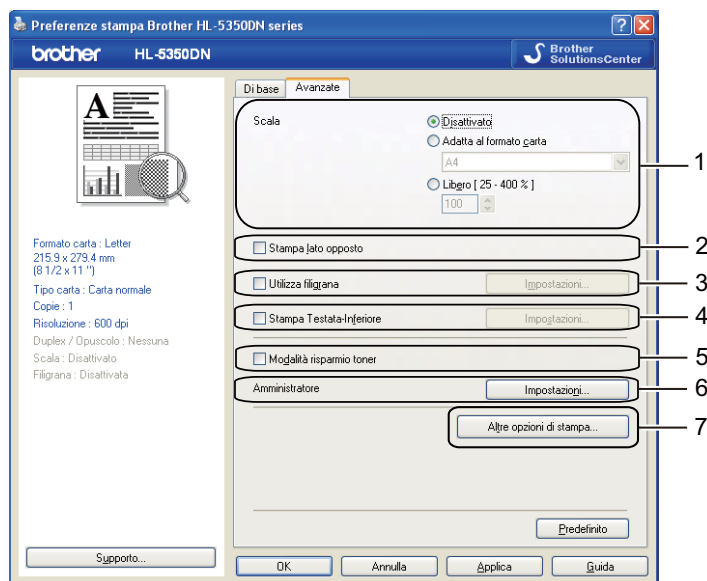 Preferenze stampa Brother HL-5350DN series
brother HL-5350DN
Brother
SolutionsCenter
Di base Avanzate
Scala
Disattivato
Adatta al formato carta
A4
Libero [ 25 - 400 % ]
100
1
Stampa lato opposto
2
Utilizza filigrana Impostazioni...
3
Stampa Testata-Inferiore Impostazioni...
4
Modalità risparmio toner
5
Amministratore Impostazioni...
6
Altre opzioni di stampa...
7
Predefinito
A
Formato carta : Letter
215.9 x 279.4 mm
(8 1/2 x 11 '')
Tipo carta : Carta normale
Copie : 1
Risoluzione : 600 dpi
Duplex / Opuscolo : Nessuna
Scala : Disattivato
Filigrana : Disattivata
Supporto...
OK Annulla Applica Guida